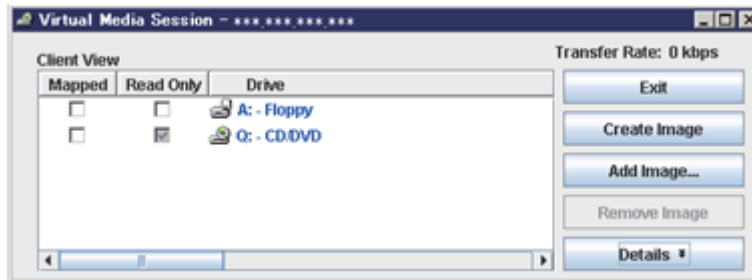 Virtual Media Session - ***.***.***.***
Client View
Transfer Rate: 0 kbps
Mapped Read Only Drive
A: - Floppy
Q: - CD/DVD
Exit
Create Image
Add Image...
Remove Image
Details